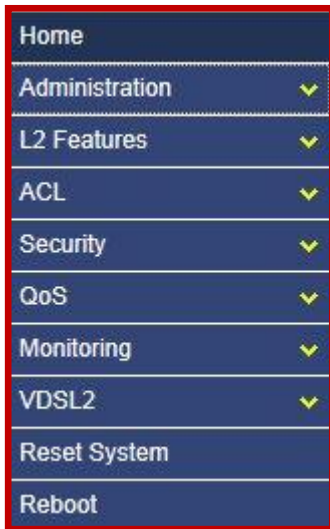 Home
Administration
L2 Features
ACL
Security
QoS
Monitoring
VDSL2
Reset System
Reboot